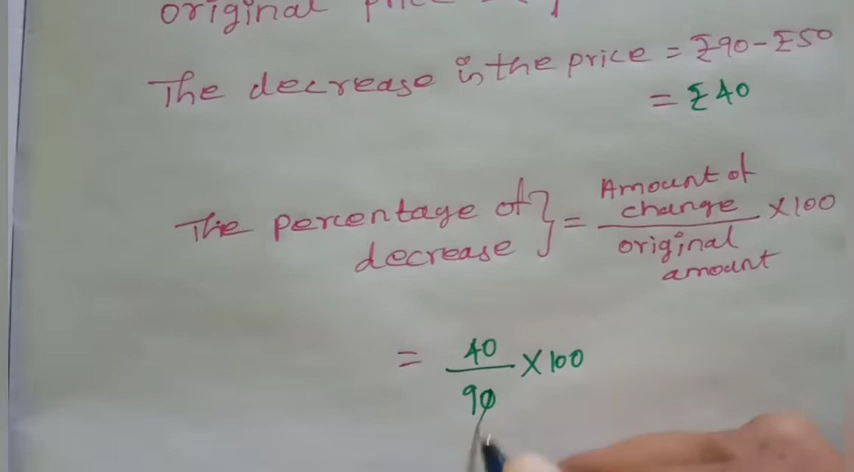 original
The decrease in the price = ₹90 - ₹50
= ₹40
The percentage of decrease } = Amount of change / original amount × 100
= 40 / 90 × 100